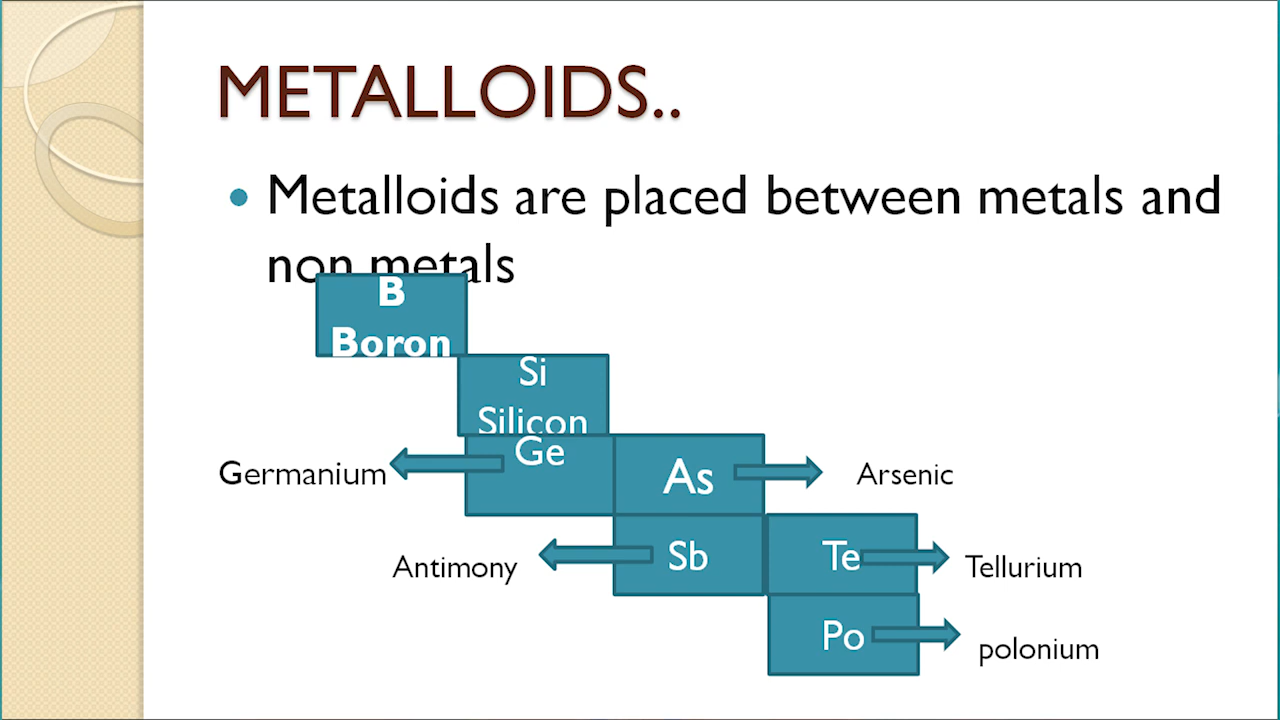 METALLOIDS..
Metalloids are placed between metals and
non metals
B
Boron
Si
Silicon
Germanium
Ge
As
Arsenic
Antimony
Sb
Te
Tellurium
Po
polonium